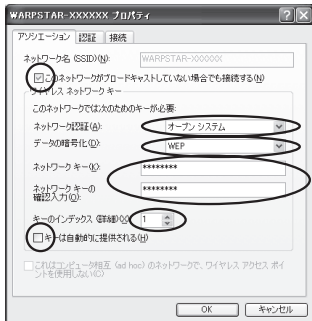 WARPSTAR-XXXXXX プロパティ
アソシエーション 認証 接続
ネットワーク名 (SSID)(N): WARPSTAR-XXXXXX
このネットワークがブロードキャストしていない場合でも接続する(N)
ワイヤレス ネットワーク キー
このネットワークでは次のためのキーが必要:
ネットワーク認証(A): オープン システム
データの暗号化(D): WEP
ネットワーク キー(K): ********
ネットワーク キーの確認入力(O): ********
キーのインデックス (詳細)(X): 1
キーは自動的に提供される(H)
これはコンピュータ相互 (ad hoc) のネットワークで、ワイヤレス アクセス ポイ
ントを使用しない(C)
OK キャンセル